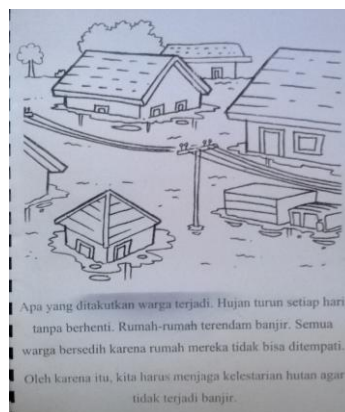 Apa yang ditakutkan warga terjadi. Hujan turun setiap hari
tanpa berhenti. Rumah-rumah terendam banjir. Semua
warga bersedih karena rumah mereka tidak bisa ditempati.
Oleh karena itu, kita harus menjaga kelestarian hutan agar
tidak terjadi banjir.